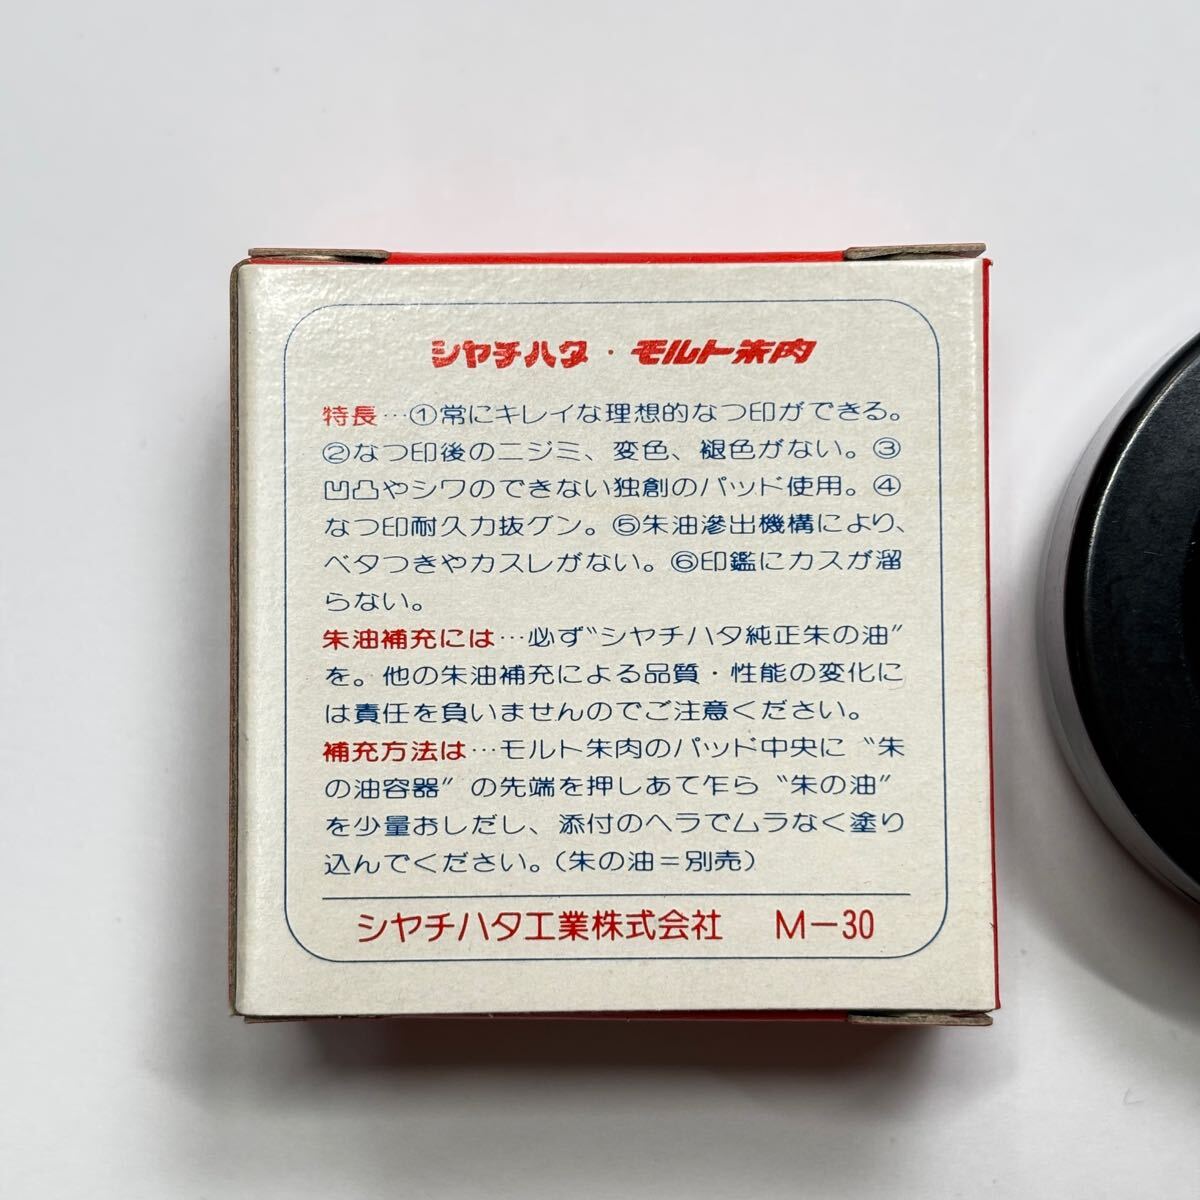 シヤチハタ・モルト朱肉
特長…①常にキレイな理想的なつ印ができる。
②なつ印後のニジミ、変色、褪色がない。③
凹凸やシワのできない独創のパッド使用。④
なつ印耐久力抜グン。⑤朱油滲出機構により、
ベタつきやカスレがない。⑥印鑑にカスが溜
らない。
朱油補充には…必ず〝シヤチハタ純正朱の油〟
を。他の朱油補充による品質・性能の変化に
は責任を負いませんのでご注意ください。
補充方法は…モルト朱肉のパッド中央に〝朱
の油容器〟の先端を押しあて乍ら〝朱の油〟
を少量おしだし、添付のヘラでムラなく塗り
込んでください。(朱の油＝別売)
シヤチハタ工業株式会社 M－30